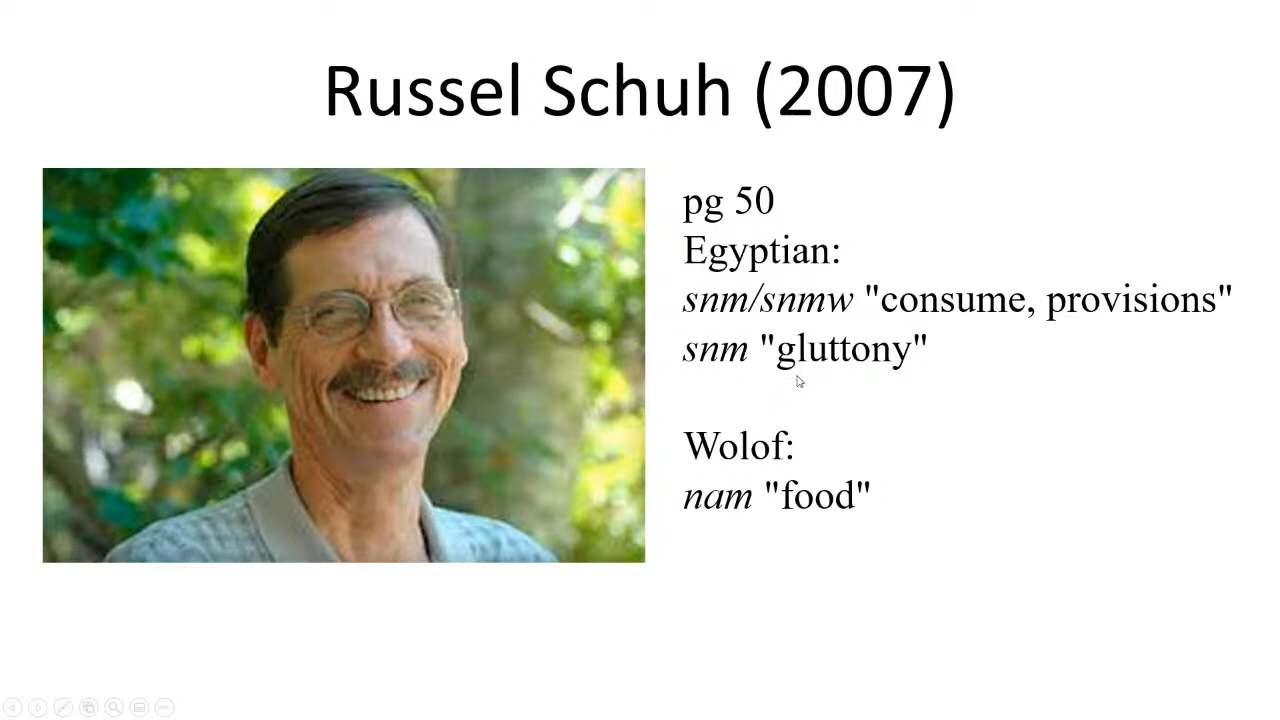 Russel Schuh (2007)
pg 50
Egyptian:
snm/snmw "consume, provisions"
snm "gluttony"
Wolof:
nam "food"